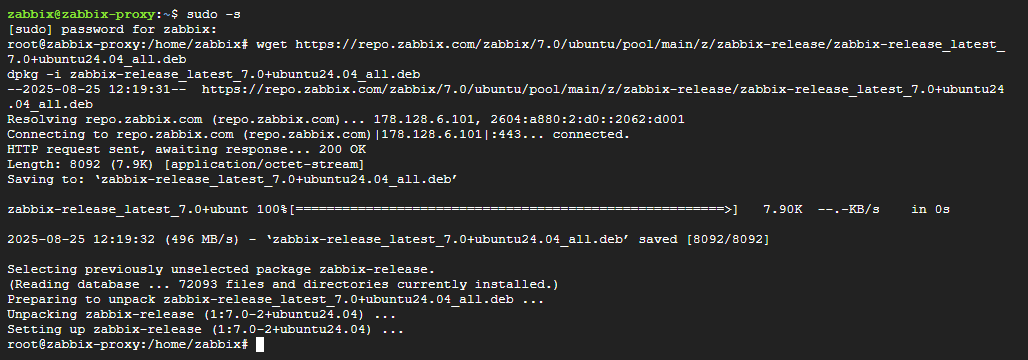 zabbix@zabbix-proxy:~$ sudo -s
[sudo] password for zabbix:
root@zabbix-proxy:/home/zabbix# wget https://repo.zabbix.com/zabbix/7.0/ubuntu/pool/main/z/zabbix-release/zabbix-release_latest_
7.0+ubuntu24.04_all.deb
dpkg -i zabbix-release_latest_7.0+ubuntu24.04_all.deb
--2025-08-25 12:19:31--  https://repo.zabbix.com/zabbix/7.0/ubuntu/pool/main/z/zabbix-release/zabbix-release_latest_7.0+ubuntu24
.04_all.deb
Resolving repo.zabbix.com (repo.zabbix.com)... 178.128.6.101, 2604:a880:2:d0::2062:d001
Connecting to repo.zabbix.com (repo.zabbix.com)|178.128.6.101|:443... connected.
HTTP request sent, awaiting response... 200 OK
Length: 8092 (7.9K) [application/octet-stream]
Saving to: ‘zabbix-release_latest_7.0+ubuntu24.04_all.deb’
zabbix-release_latest_7.0+ubunt 100%[=======================================================>]   7.90K  --.-KB/s    in 0s
2025-08-25 12:19:32 (496 MB/s) - ‘zabbix-release_latest_7.0+ubuntu24.04_all.deb’ saved [8092/8092]
Selecting previously unselected package zabbix-release.
(Reading database ... 72093 files and directories currently installed.)
Preparing to unpack zabbix-release_latest_7.0+ubuntu24.04_all.deb ...
Unpacking zabbix-release (1:7.0-2+ubuntu24.04) ...
Setting up zabbix-release (1:7.0-2+ubuntu24.04) ...
root@zabbix-proxy:/home/zabbix#